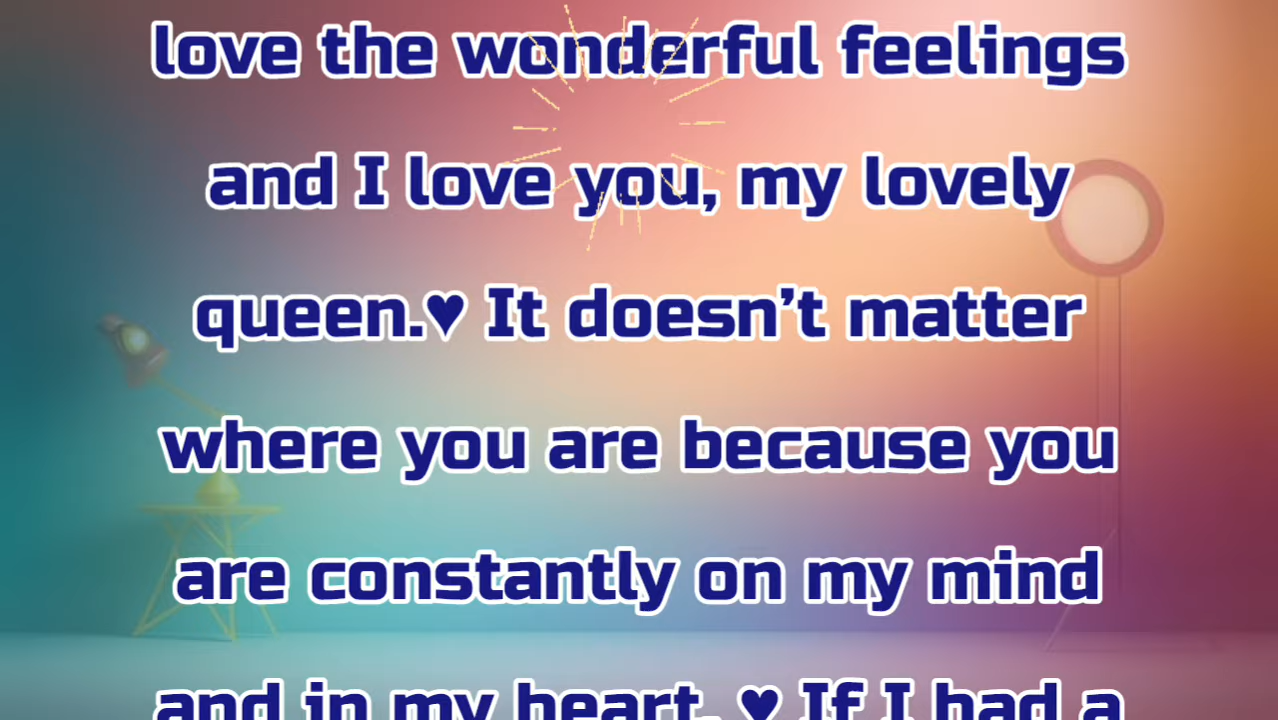 love the wonderful feelings
and I love you, my lovely
queen.♥ It doesn’t matter
where you are because you
are constantly on my mind
and in my heart. ♥ If I had a